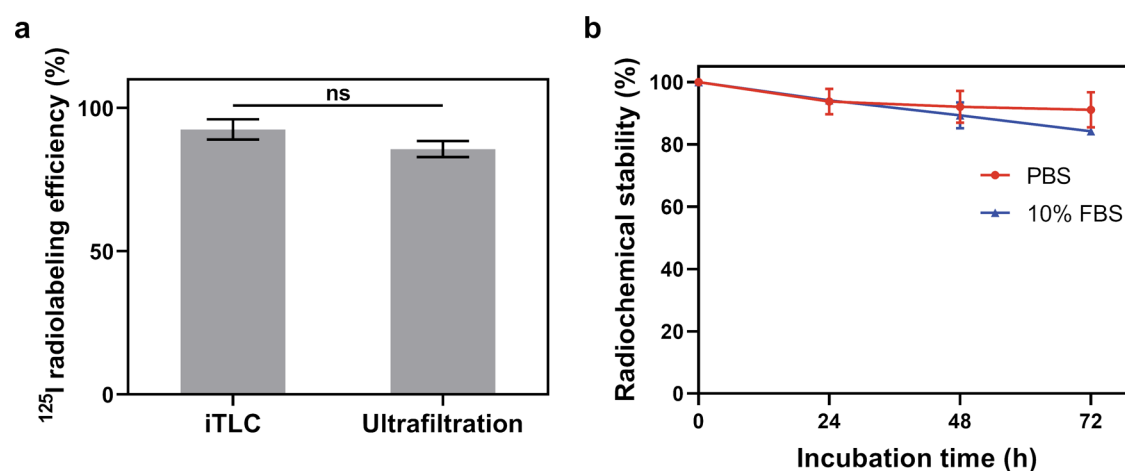 a
¹²⁵I radiolabeling efficiency (%)
100
50
0
ns
iTLC
Ultrafiltration
b
Radiochemical stability (%)
100
80
60
40
20
0
PBS
10% FBS
0
24
48
72
Incubation time (h)